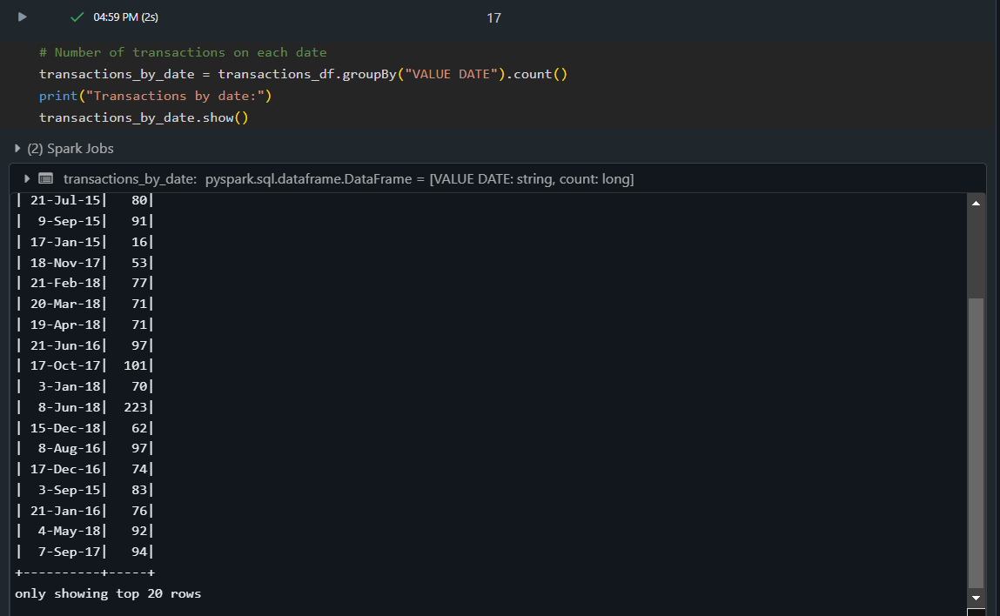 04:59 PM (2s)
17
# Number of transactions on each date
transactions_by_date = transactions_df.groupBy("VALUE DATE").count()
print("Transactions by date:")
transactions_by_date.show()
(2) Spark Jobs
transactions_by_date: pyspark.sql.dataframe.DataFrame = [VALUE DATE: string, count: long]
| 21-Jul-15|   80|
|  9-Sep-15|   91|
| 17-Jan-15|   16|
| 18-Nov-17|   53|
| 21-Feb-18|   77|
| 20-Mar-18|   71|
| 19-Apr-18|   71|
| 21-Jun-16|   97|
| 17-Oct-17|  101|
|  3-Jan-18|   70|
|  8-Jun-18|  223|
| 15-Dec-18|   62|
|  8-Aug-16|   97|
| 17-Dec-16|   74|
|  3-Sep-15|   83|
| 21-Jan-16|   76|
|  4-May-18|   92|
|  7-Sep-17|   94|
+----------+-----+
only showing top 20 rows